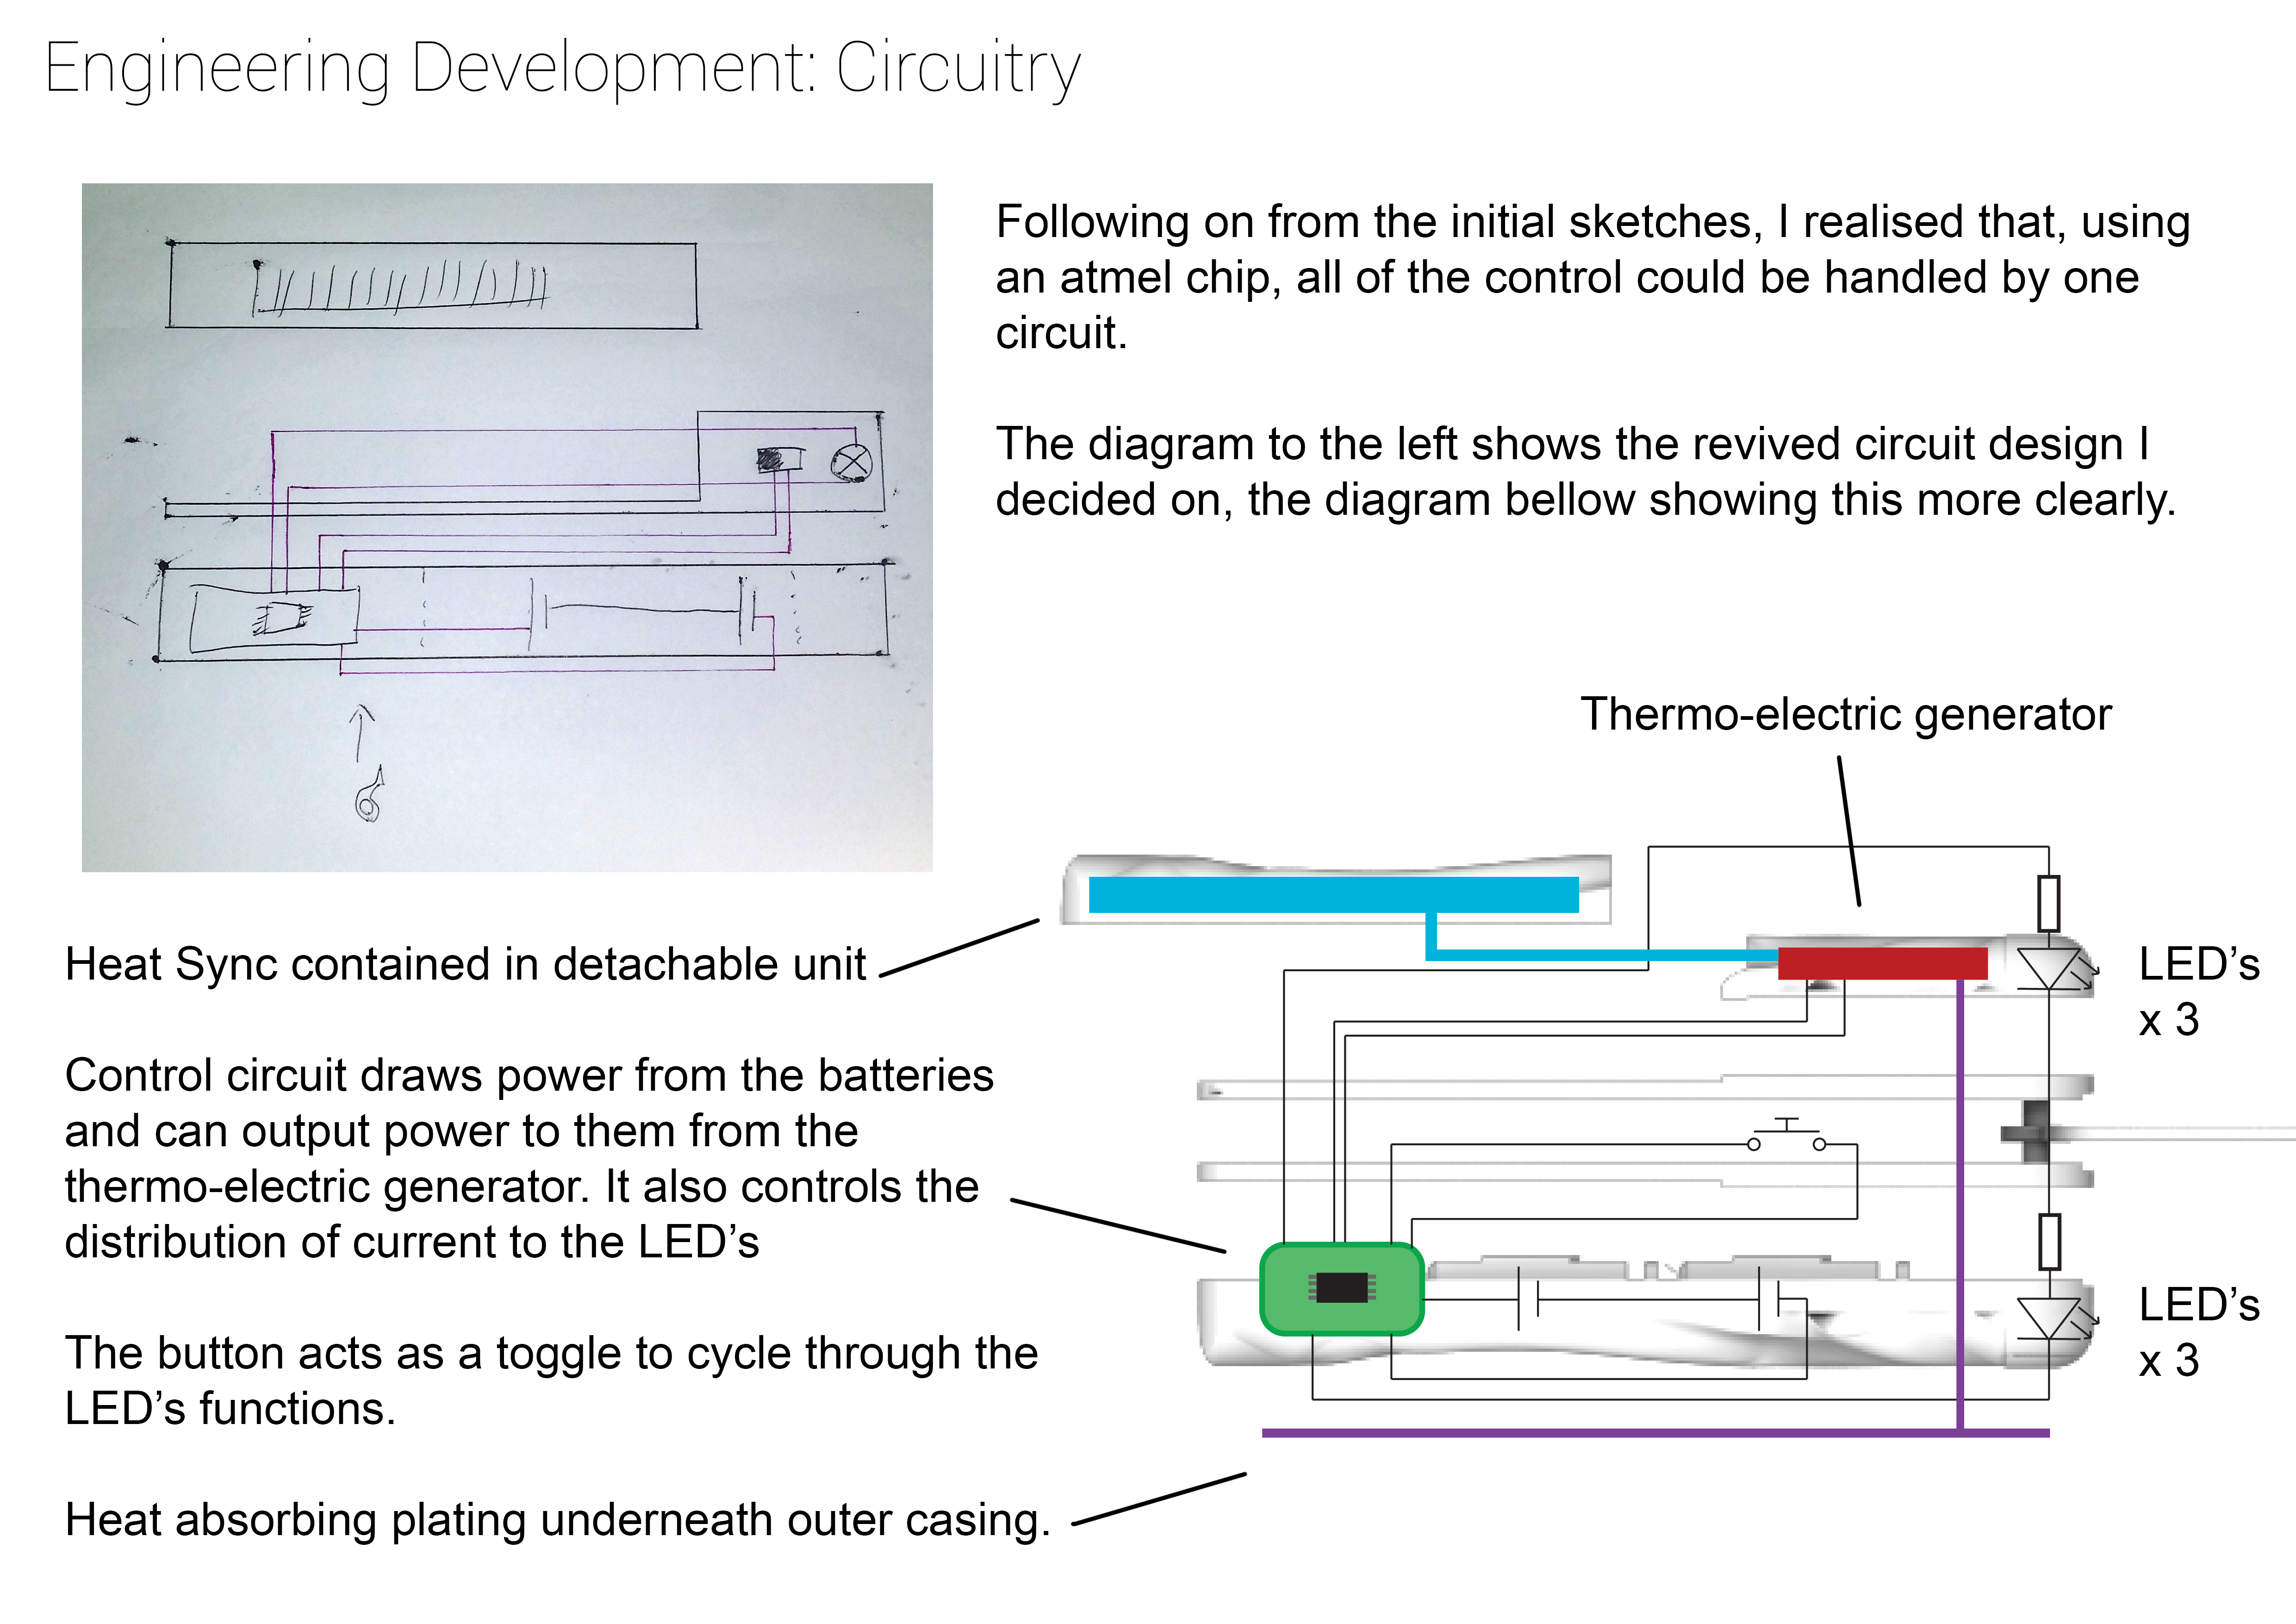 Engineering Development: Circuitry
Following on from the initial sketches, I realised that, using
an atmel chip, all of the control could be handled by one
circuit.
The diagram to the left shows the revived circuit design I
decided on, the diagram bellow showing this more clearly.
Thermo-electric generator
Heat Sync contained in detachable unit
LED's
x 3
Control circuit draws power from the batteries
and can output power to them from the
thermo-electric generator. It also controls the
distribution of current to the LED's
LED's
x 3
The button acts as a toggle to cycle through the
LED's functions.
Heat absorbing plating underneath outer casing.